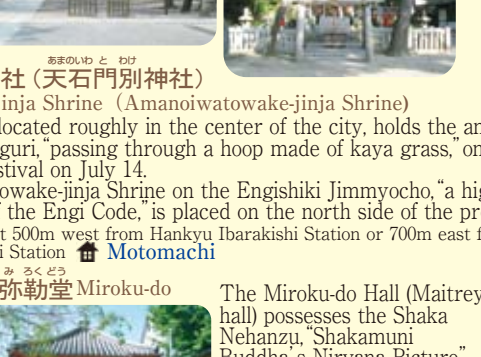 あまのいわ と わけ
社（天石門別神社）
inja Shrine（Amanoiwatowake-jinja Shrine)
located roughly in the center of the city, holds the an
guri, “passing through a hoop made of kaya grass,” on
stival on July 14.
owake-jinja Shrine on the Engishiki Jimmyocho, “a hig
f the Engi Code,” is placed on the north side of the pr
t 500m west from Hankyu Ibarakishi Station or 700m east f
i Station Motomachi
み ろくどう
弥勒堂 Miroku-do
The Miroku-do Hall (Maitrey
hall) possesses the Shaka
Nehanzu, “Shakamuni
Buddha's Nirvana Picture”